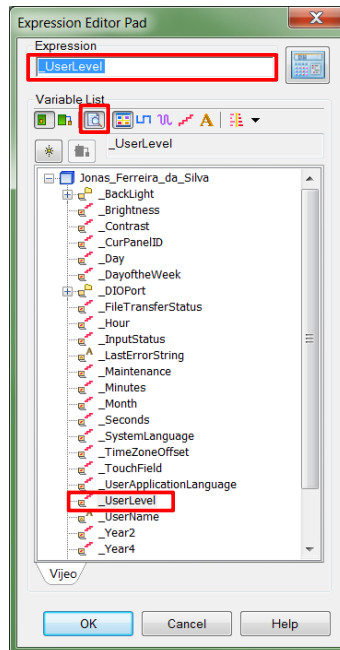 Expression Editor Pad
X
Expression
_UserLevel
Variable List
A
_UserLevel
Jonas_Ferreira_da_Silva
_BackLight
_Brightness
_Contrast
_CurPanelID
_Day
_DayoftheWeek
_DIOPort
_FileTransferStatus
_Hour
_InputStatus
_LastErrorString
_Maintenance
_Minutes
_Month
_Seconds
_SystemLanguage
_TimeZoneOffset
_TouchField
_UserApplicationLanguage
_UserLevel
_UserName
_Year2
_Year4
Vijeo
OK Cancel Help